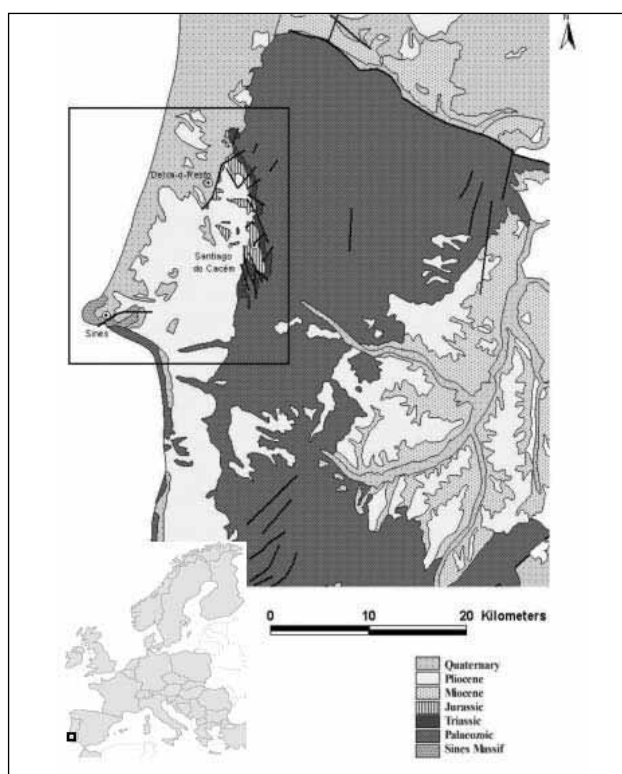 N
Deixa-o-Resto
Santiago
do Cacém
Sines
0 10 20 Kilometers
Quaternary
Pliocene
Miocene
Jurassic
Triassic
Palaeozoic
Sines Massif